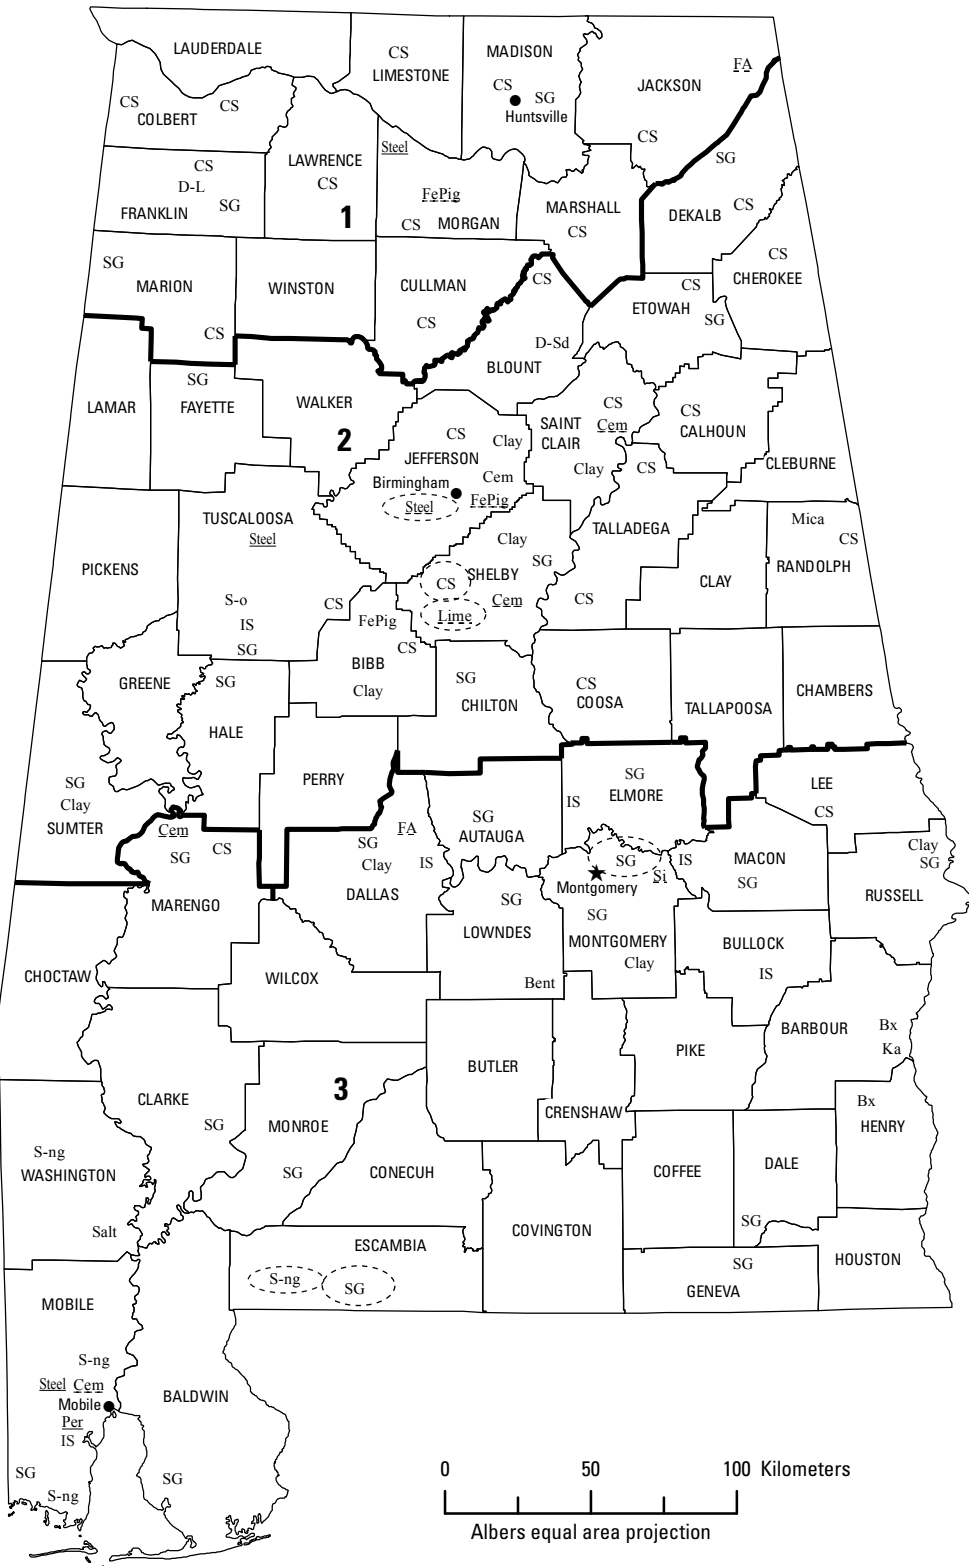 LAUDERDALE
CS
LIMESTONE
MADISON
CS
SG
Huntsville
FA
JACKSON
CS
CS
CS
COLBERT
LAWRENCE
CS
1
Steel
FePig
CS MORGAN
MARSHALL
CS
SG
DEKALB
CS
CS
D-L
FRANKLIN
SG
SG
MARION
CS
WINSTON
CULLMAN
CS
CS
D-Sd
BLOUNT
CS
ETOWAH
SG
CS
CHEROKEE
LAMAR
SG
FAYETTE
WALKER
2
CS
Clay
JEFFERSON
Cem
Birmingham
FePig
Steel
CS
SAINT
CLAIR
Cem
Clay
CS
CALHOUN
CLEBURNE
CS
TALLADEGA
CS
TUSCALOOSA
Steel
S-o
IS
SG
CS
PICKENS
Clay
SG
SHELBY
CS
Cem
Lime
FePig
CS
BIBB
Clay
CLAY
Mica
CS
RANDOLPH
GREENE
SG
HALE
SG
CHILTON
CS
COOSA
TALLAPOOSA
CHAMBERS
PERRY
SG
Clay
SUMTER
Cem
SG
CS
MARENGO
FA
SG
Clay
IS
DALLAS
SG
AUTAUGA
SG
IS
ELMORE
LEE
CS
SG
IS
Si
Montgomery
SG
MONTGOMERY
Clay
MACON
SG
Clay
SG
RUSSELL
SG
LOWNDES
Bent
BULLOCK
IS
CHOCTAW
WILCOX
BARBOUR
Bx
Ka
BUTLER
PIKE
CRENSHAW
CLARKE
SG
3
MONROE
SG
CONECUH
Bx
HENRY
S-ng
WASHINGTON
Salt
COFFEE
DALE
SG
COVINGTON
ESCAMBIA
S-ng
SG
SG
GENEVA
HOUSTON
MOBILE
S-ng
Steel Cem
Mobile
Per
IS
SG
S-ng
BALDWIN
SG
0 50 100 Kilometers
Albers equal area projection